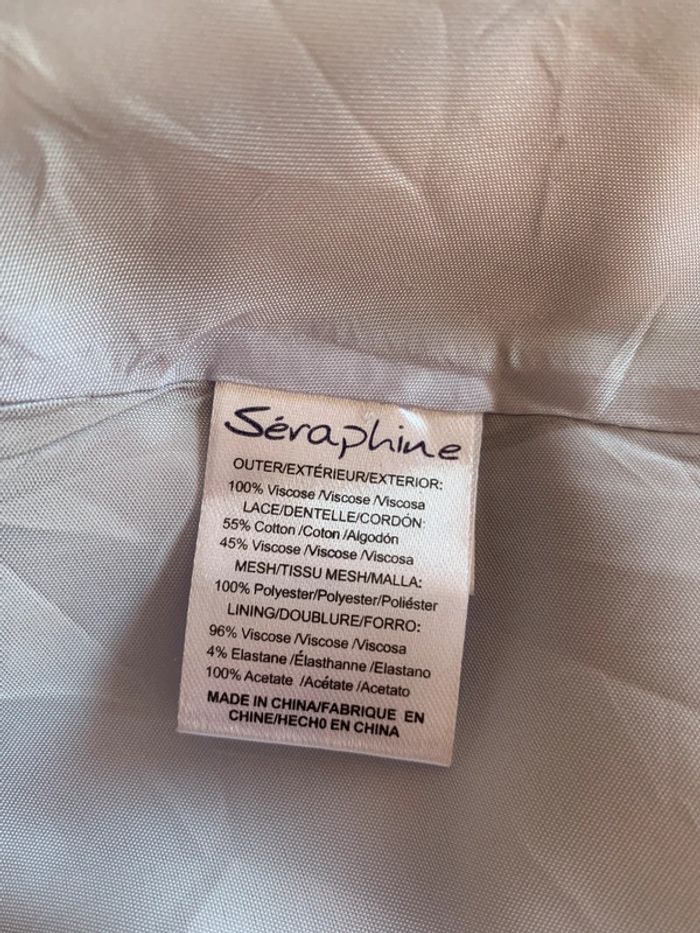 Séraphine
OUTER/EXTÉRIEUR/EXTERIOR:
100% Viscose /Viscose /Viscosa
LACE/DENTELLE/CORDÓN:
55% Cotton /Coton /Algodón
45% Viscose /Viscose /Viscosa
MESH/TISSU MESH/MALLA:
100% Polyester/Polyester/Poliéster
LINING/DOUBLURE/FORRO:
96% Viscose /Viscose /Viscosa
4% Elastane /Élasthanne /Elastano
100% Acetate /Acétate /Acetato
MADE IN CHINA/FABRIQUE EN
CHINE/HECH0 EN CHINA